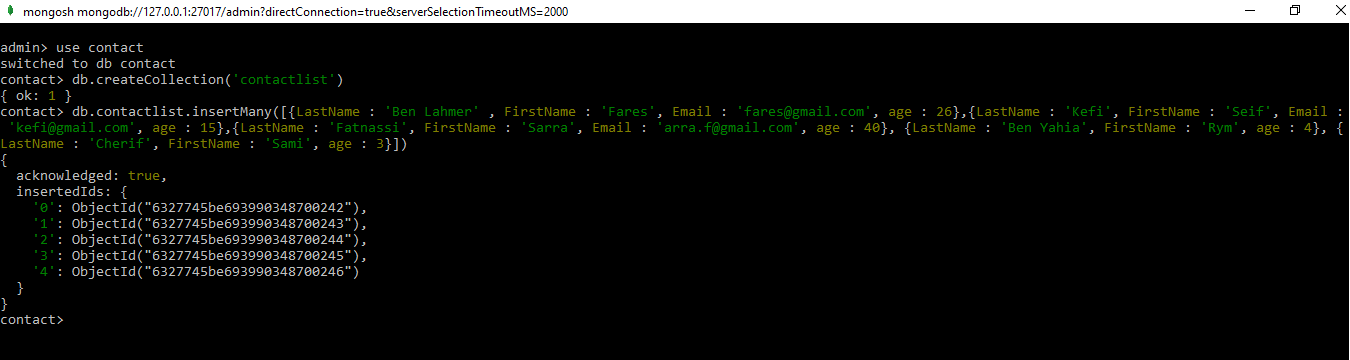 mongosh mongodb://127.0.0.1:27017/admin?directConnection=true&serverSelectionTimeoutMS=2000
admin> use contact
switched to db contact
contact> db.createCollection('contactlist')
{ ok: 1 }
contact> db.contactlist.insertMany([{LastName : 'Ben Lahmer' , FirstName : 'Fares', Email : 'fares@gmail.com', age : 26},{LastName : 'Kefi', FirstName : 'Seif', Email :
 'kefi@gmail.com', age : 15},{LastName : 'Fatnassi', FirstName : 'Sarra', Email : 'arra.f@gmail.com', age : 40}, {LastName : 'Ben Yahia', FirstName : 'Rym', age : 4}, {
LastName : 'Cherif', FirstName : 'Sami', age : 3}])
{
  acknowledged: true,
  insertedIds: {
    '0': ObjectId("6327745be693990348700242"),
    '1': ObjectId("6327745be693990348700243"),
    '2': ObjectId("6327745be693990348700244"),
    '3': ObjectId("6327745be693990348700245"),
    '4': ObjectId("6327745be693990348700246")
  }
}
contact>